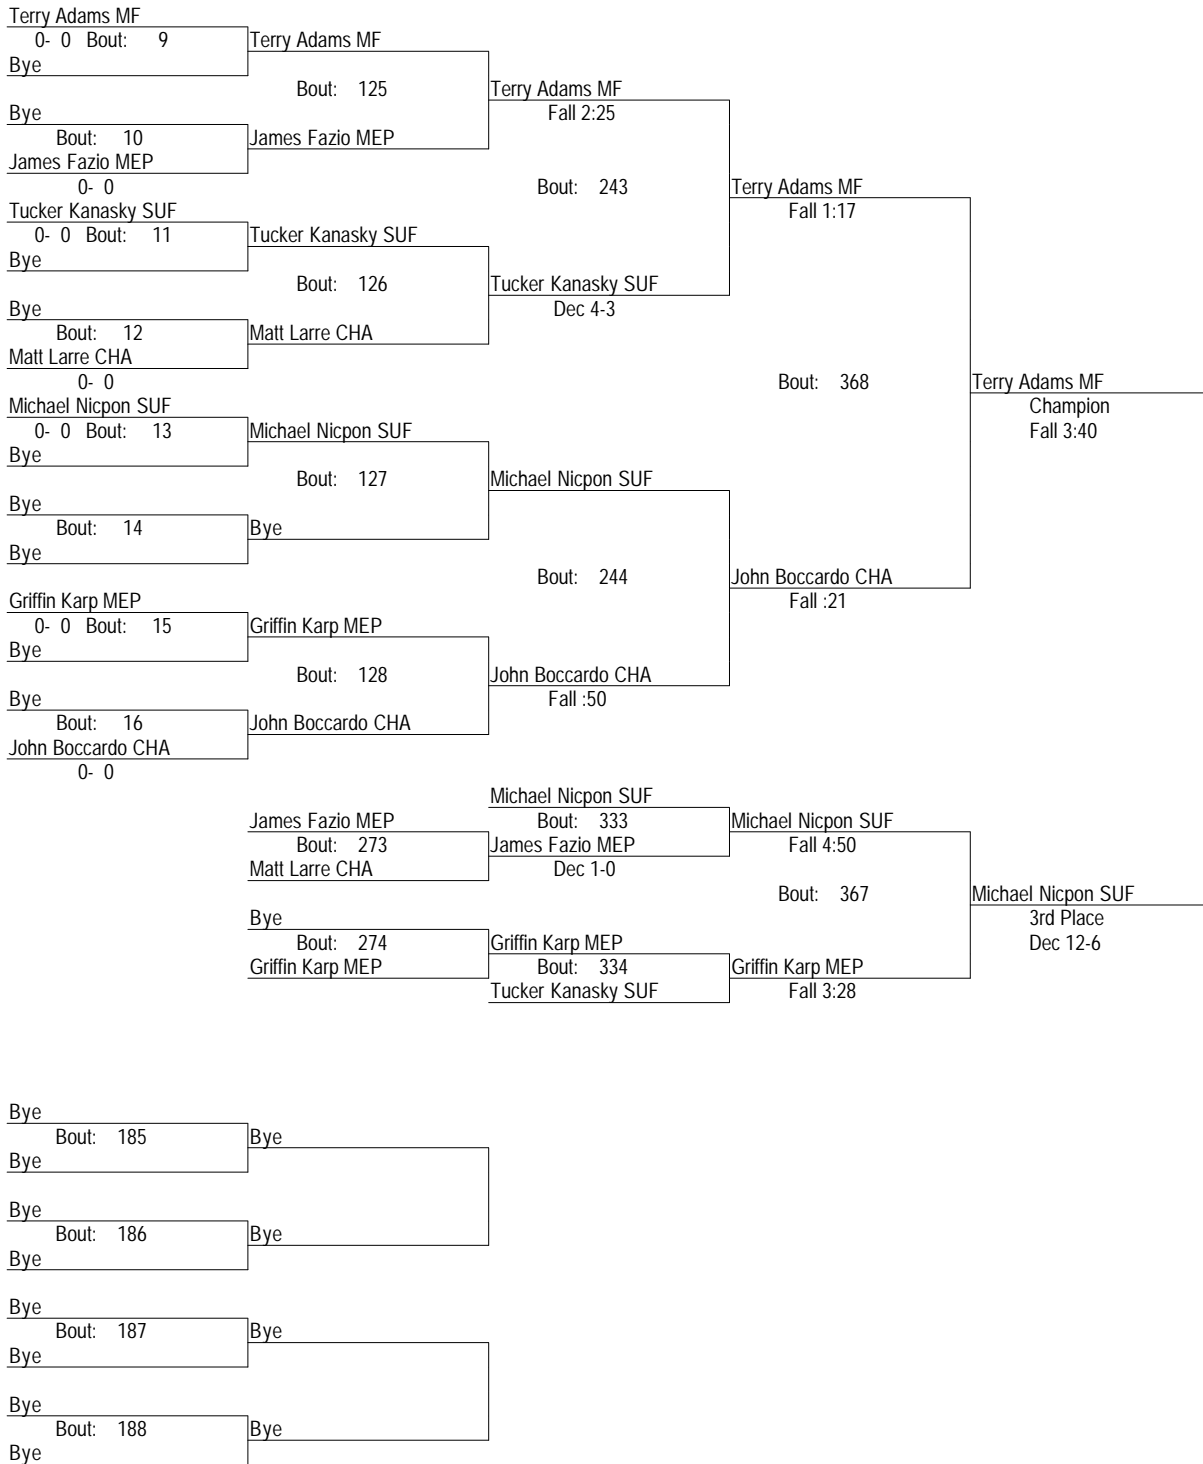 Terry Adams MF
0- 0 Bout: 9 Terry Adams MF
Bye
Bout: 125 Terry Adams MF
Bye Fall 2:25
Bout: 10 James Fazio MEP
James Fazio MEP
0- 0 Bout: 243 Terry Adams MF
Tucker Kanasky SUF Fall 1:17
0- 0 Bout: 11 Tucker Kanasky SUF
Bye
Bout: 126 Tucker Kanasky SUF
Bye Dec 4-3
Bout: 12 Matt Larre CHA
Matt Larre CHA
0- 0 Bout: 368 Terry Adams MF
Michael Nicpon SUF Champion
0- 0 Bout: 13 Michael Nicpon SUF Fall 3:40
Bye
Bout: 127 Michael Nicpon SUF
Bye
Bout: 14 Bye
Bye
Bout: 244 John Boccardo CHA
Griffin Karp MEP Fall :21
0- 0 Bout: 15 Griffin Karp MEP
Bye
Bout: 128 John Boccardo CHA
Bye Fall :50
Bout: 16 John Boccardo CHA
John Boccardo CHA
0- 0
Michael Nicpon SUF
James Fazio MEP Bout: 333 Michael Nicpon SUF
Bout: 273 James Fazio MEP Fall 4:50
Matt Larre CHA Dec 1-0
Bout: 367 Michael Nicpon SUF
Bye 3rd Place
Bout: 274 Griffin Karp MEP Dec 12-6
Griffin Karp MEP Bout: 334 Griffin Karp MEP
Tucker Kanasky SUF Fall 3:28
Bye
Bout: 185 Bye
Bye
Bye
Bout: 186 Bye
Bye
Bye
Bout: 187 Bye
Bye
Bye
Bout: 188 Bye
Bye